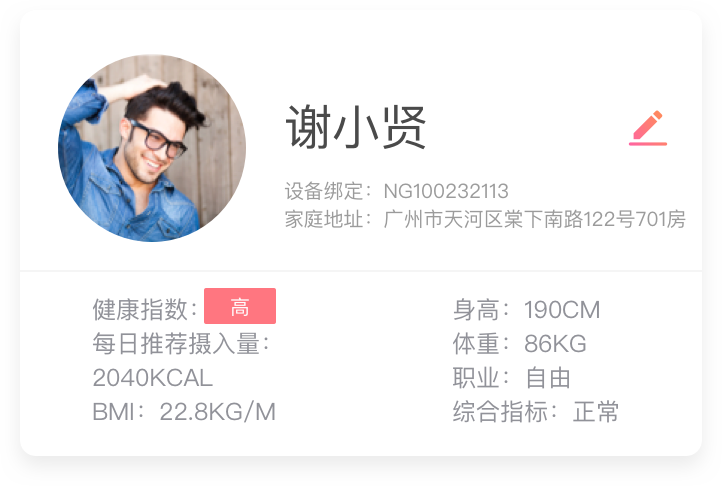 谢小贤
设备绑定：NG100232113
家庭地址：广州市天河区棠下南路122号701房
健康指数：高
每日推荐摄入量：
2040KCAL
BMI：22.8KG/M
身高：190CM
体重：86KG
职业：自由
综合指标：正常